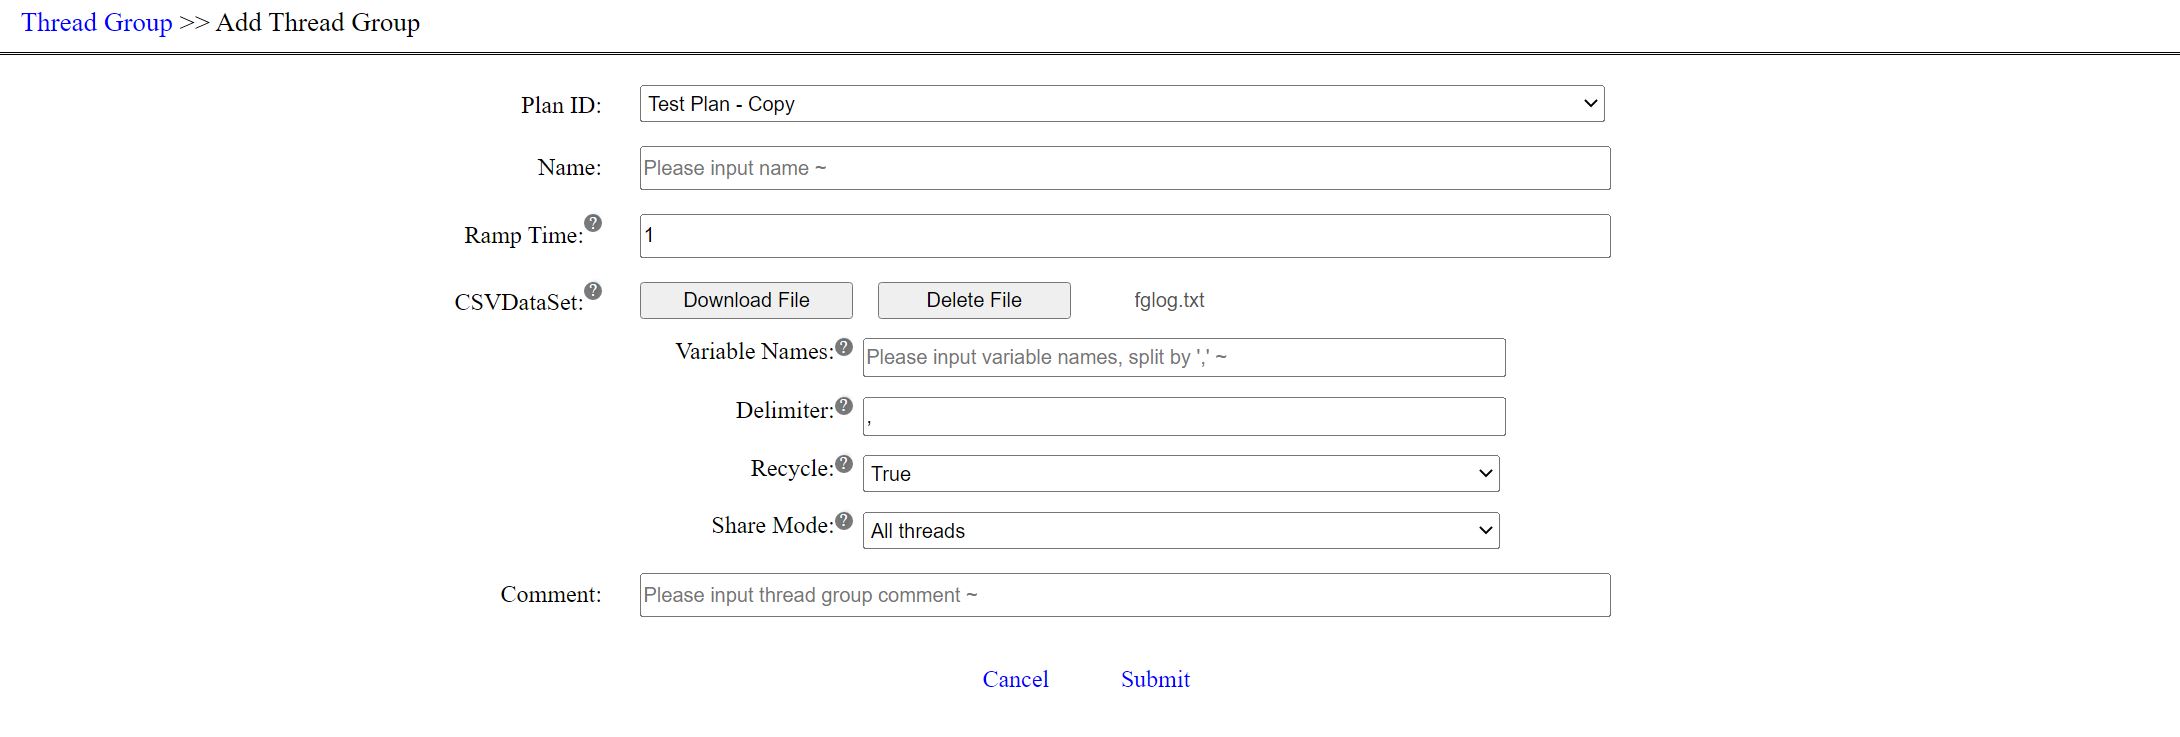 Thread Group >> Add Thread Group
Plan ID: Test Plan - Copy
Name: Please input name ~
Ramp Time:? 1
CSVDataSet:? Download File Delete File fglog.txt
Variable Names:? Please input variable names, split by ',' ~
Delimiter:? ,
Recycle:? True
Share Mode:? All threads
Comment: Please input thread group comment ~
Cancel Submit